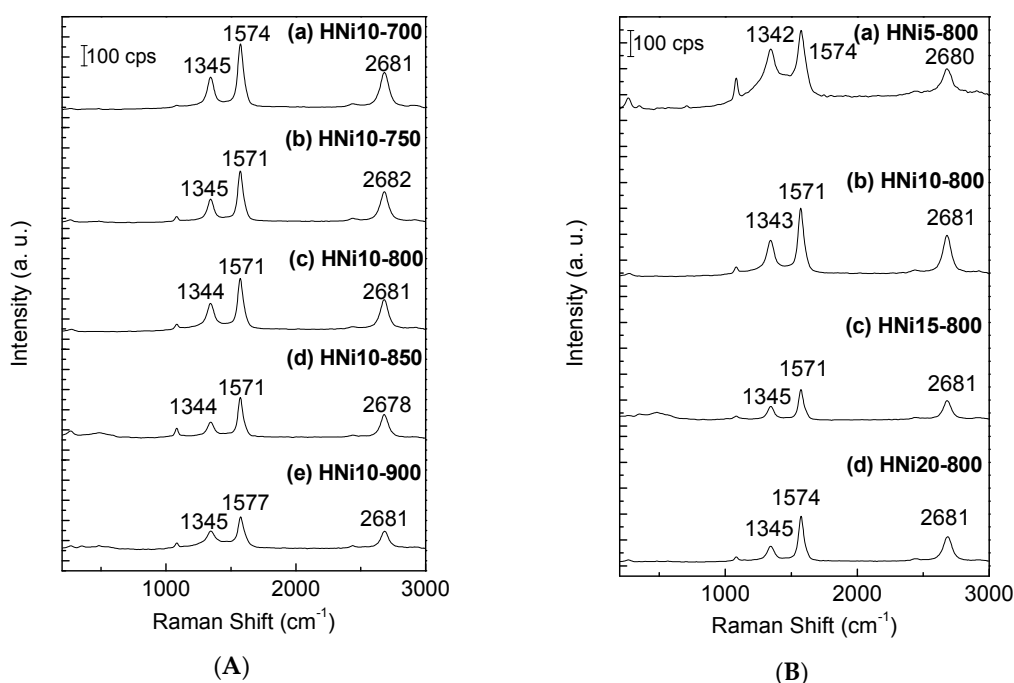 (a) HNi10-700
100 cps
1345
1574
2681
(b) HNi10-750
1345
1571
2682
(c) HNi10-800
1344
1571
2681
(d) HNi10-850
1344
1571
2678
(e) HNi10-900
1345
1577
2681
Intensity (a. u.)
1000 2000 3000
Raman Shift (cm-1)
(A)
(a) HNi5-800
100 cps
1342
1574
2680
(b) HNi10-800
1343
1571
2681
(c) HNi15-800
1345
1571
2681
(d) HNi20-800
1345
1574
2681
Intensity (a. u.)
1000 2000 3000
Raman Shift (cm-1)
(B)